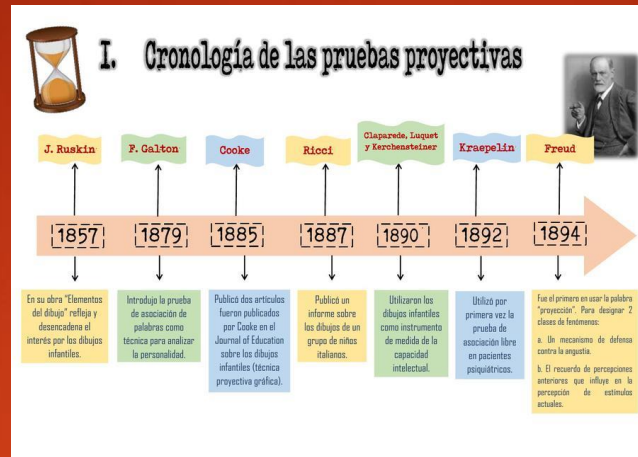 I. Cronología de las pruebas proyectivas
J. Ruskin
F. Galton
Cooke
Ricci
Claparede, Luquet
y Kerchensteiner
Kraepelin
Freud
1857
1879
1885
1887
1890
1892
1894
En su obra "Elementos
del dibujo" refleja y
desencadena el
interés por los dibujos
infantiles.
Introdujo la prueba
de asociación de
palabras como
técnica para analizar
la personalidad.
Publicó dos artículos
fueron publicados
por Cooke en el
Journal of Education
sobre los dibujos
infantiles (técnica
proyectiva gráfica).
Publicó un
informe sobre
los dibujos de un
grupo de niños
italianos.
Utilizaron los
dibujos infantiles
como instrumento
de medida de la
capacidad
intelectual.
Utilizó por
primera vez la
prueba de
asociación libre
en pacientes
psiquiátricos.
Fue el primero en usar la palabra
"proyección". Para designar 2
clases de fenómenos:
a. Un mecanismo de defensa
contra la angustia.
b. El recuerdo de percepciones
anteriores que influye en la
percepción de estímulos
actuales.